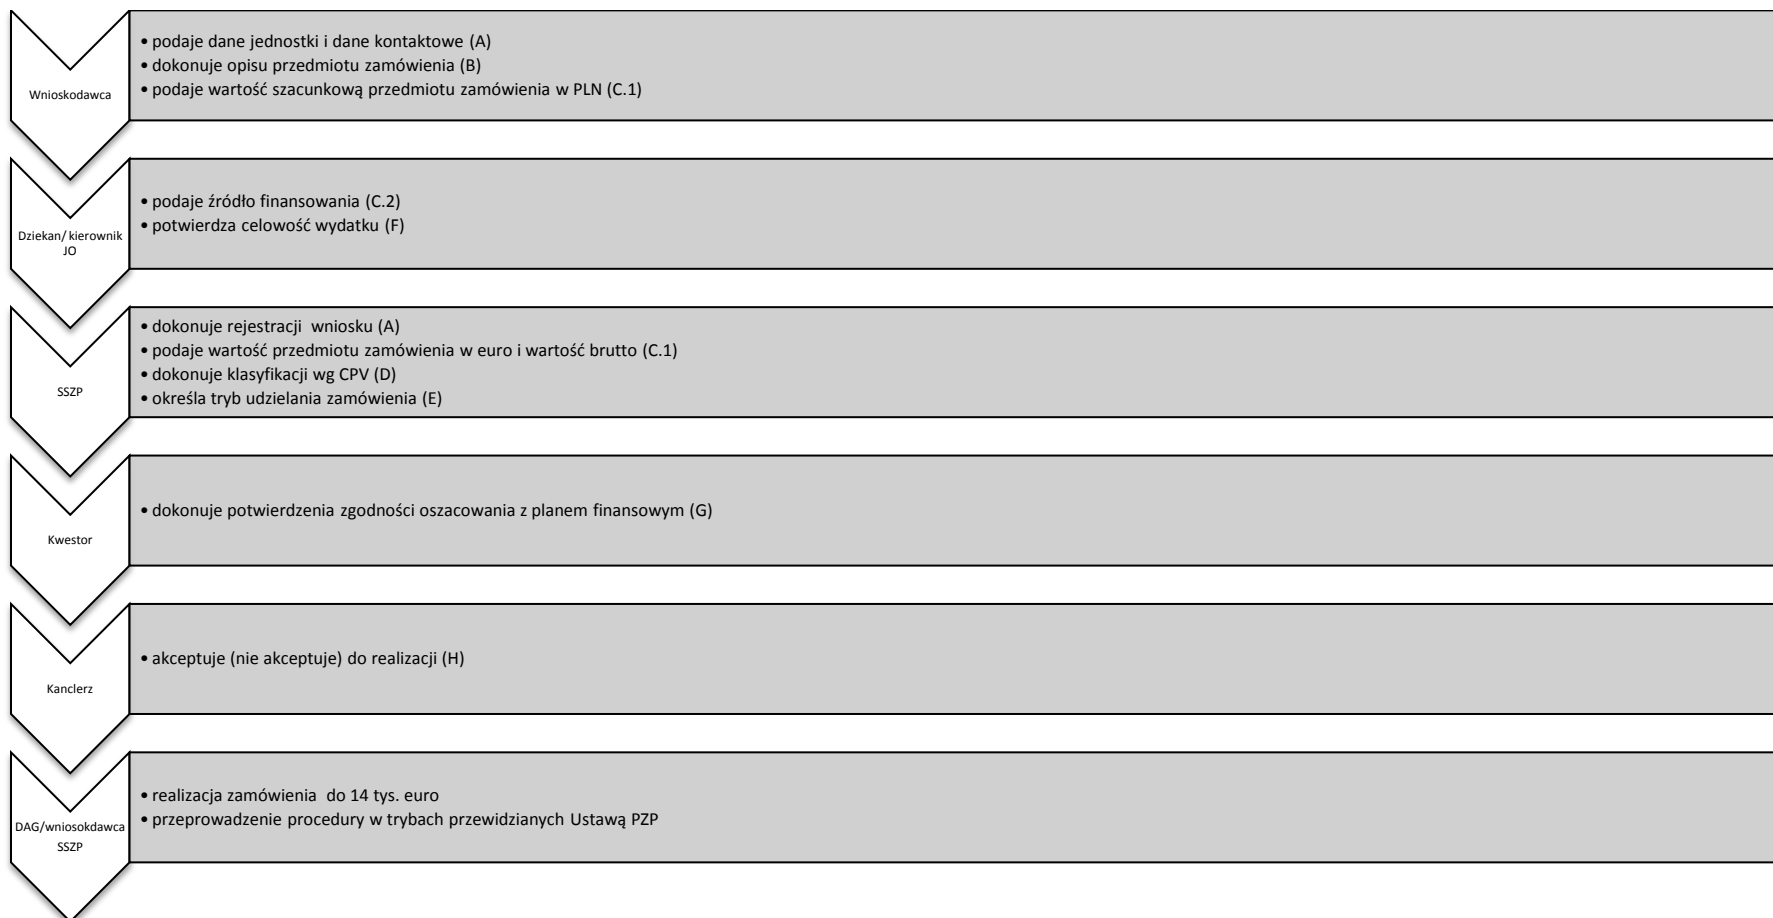 Wnioskodawca
• podaje dane jednostki i dane kontaktowe (A)
• dokonuje opisu przedmiotu zamówienia (B)
• podaje wartość szacunkową przedmiotu zamówienia w PLN (C.1)
Dziekan/ kierownik
JO
• podaje źródło finansowania (C.2)
• potwierdza celowość wydatku (F)
SSZP
• dokonuje rejestracji wniosku (A)
• podaje wartość przedmiotu zamówienia w euro i wartość brutto (C.1)
• dokonuje klasyfikacji wg CPV (D)
• określa tryb udzielania zamówienia (E)
Kwestor
• dokonuje potwierdzenia zgodności oszacowania z planem finansowym (G)
Kanclerz
• akceptuje (nie akceptuje) do realizacji (H)
DAG/wniosokdawca
SSZP
• realizacja zamówienia do 14 tys. euro
• przeprowadzenie procedury w trybach przewidzianych Ustawą PZP